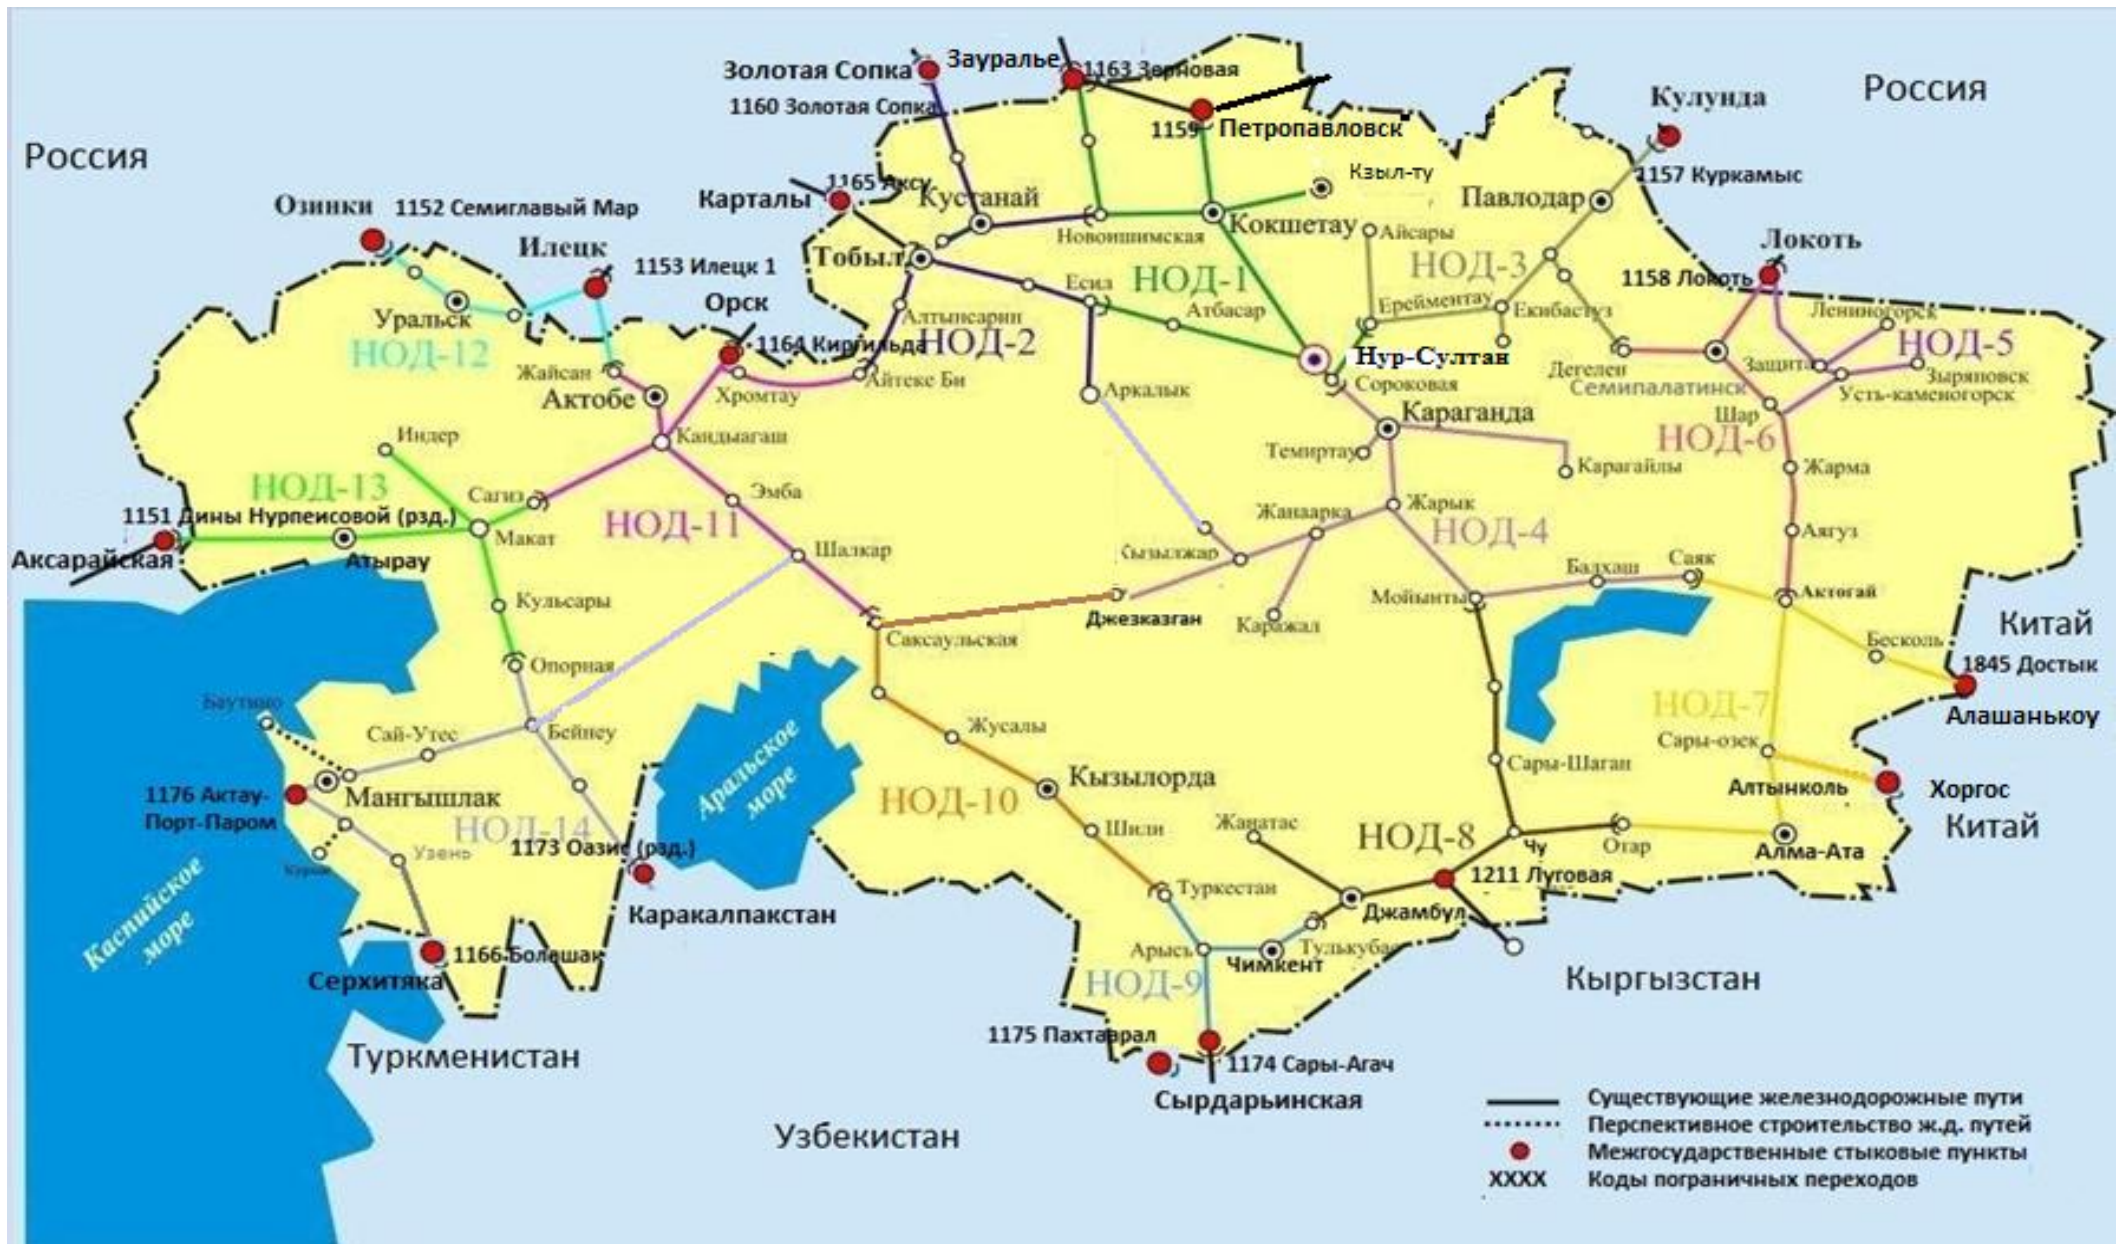 Золотая Сопка
Зауралье
1163 Зерновая
1160 Золотая Сопка
Россия
Кулунда
Россия
1159
Петропавловск
1157 Куркамыс
Кзыл-ту
Павлодар
Карталы
1165 Аксу
Кустанай
Озинки
1152 Семиглавый Мар
Новоишимская
Кокшетау
Айсары
Локоть
Илецк
1153 Илецк 1
Тобыл
НОД-1
НОД-3
1158 Локоть
Есил
Орск
Уральск
Алтынсарин
Атбасар
Ерейментау
Екибастуз
Лениногорск
НОД-12
1164 Киргильда
НОД-2
НОД-5
Нур-Султан
Жайсан
Айтеке Би
Сороковая
Дегелен
Защита
Зыряновск
Актобе
Хромтау
Аркалык
Семипалатинск
Усть-каменогорск
Шар
Караганда
Индер
Кандыагаш
Темиртау
НОД-6
Карагайлы
Жарма
НОД-13
Сагиз
Эмба
1151 Дины Нурпеисовой (рзд.)
НОД-11
Жанаарка
Жарык
НОД-4
Макат
Шалкар
Кызылжар
Аягуз
Аксарайская
Атырау
Балхаш
Саяк
Кульсары
Мойынты
Актогай
Джезказган
Каражал
Китай
Саксаульская
Бесколь
Опорная
1845 Достык
Баутино
НОД-7
Алашанькоу
Сай-Утес
Бейнеу
Жусалы
Сары-озек
Аральское
море
Сары-Шаган
Кызылорда
1176 Актау-
Порт-Паром
Мангышлак
НОД-10
Алтынколь
Хоргос
Китай
НОД-14
Шили
Жанатас
НОД-8
1173 Оазис (рзд.)
Узень
Чу
Отар
Алма-Ата
1211 Луговая
Каспийское
море
Туркестан
Каракалпакстан
Джамбул
1166 Болашак
Арысь
Тулькубас
Чимкент
Серхитяка
НОД-9
Кыргызстан
1175 Пахтаарал
Туркменистан
1174 Сары-Агач
Сырдарьинская
Узбекистан
Существующие железнодорожные пути
Перспективное строительство ж.д. путей
Межгосударственные стыковые пункты
XXXX Коды пограничных переходов